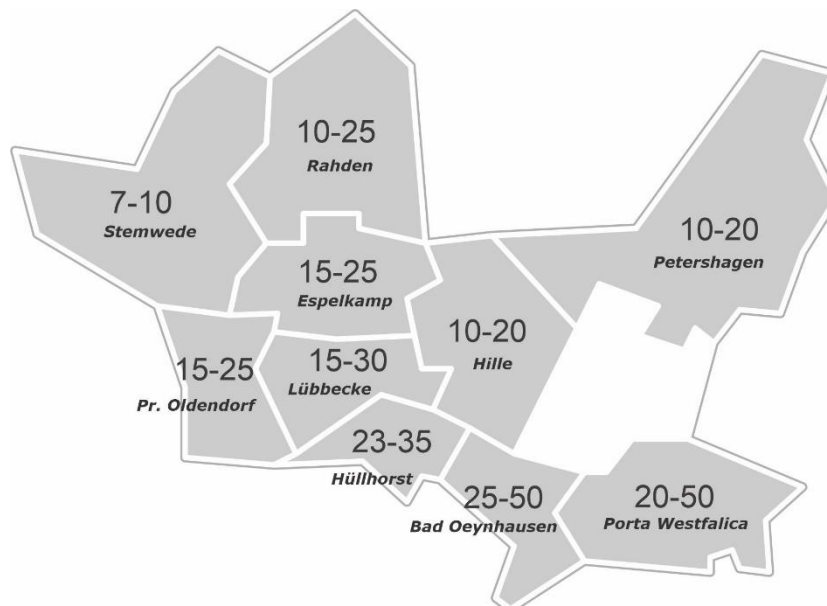 10-25
Rahden
7-10
Stemwede
10-20
Petershagen
15-25
Espelkamp
10-20
Hille
15-30
Lübbecke
15-25
Pr. Oldendorf
23-35
Hüllhorst
25-50
Bad Oeynhausen
20-50
Porta Westfalica